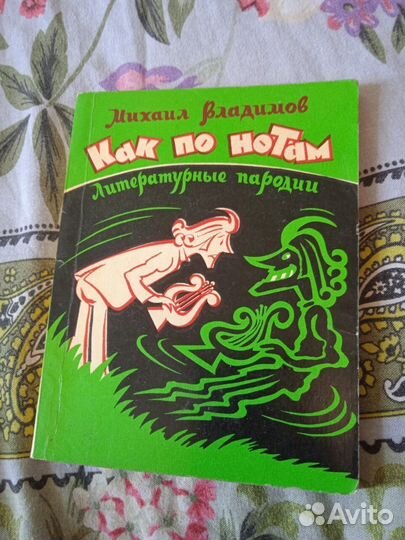 Михаил Владимов
Как по нотам
Литературные пародии
Avito